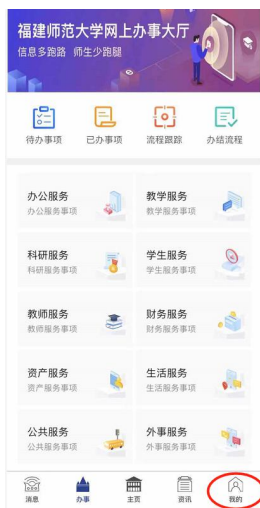 福建师范大学网上办事大厅
信息多跑路 师生少跑腿
待办事项 已办事项 流程跟踪 办结流程
办公服务 教学服务
办公服务事项 教学服务事项
科研服务 学生服务
科研服务事项 学生服务事项
教师服务 财务服务
教师服务事项 财务服务事项
资产服务 生活服务
资产服务事项 生活服务事项
公共服务 外事服务
公共服务事项 外事服务事项
消息 办事 主页 资讯 我的